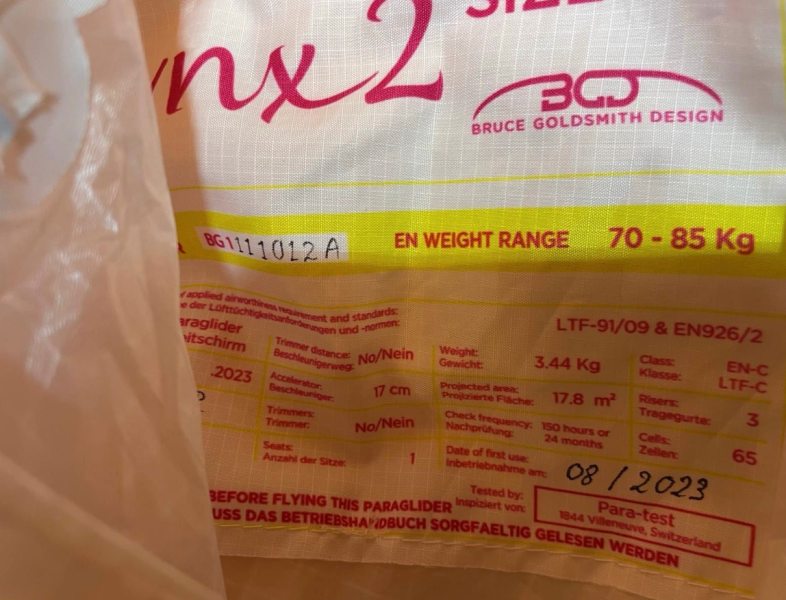 SIZE
nx2
BGD
BRUCE GOLDSMITH DESIGN
BG1111012A EN WEIGHT RANGE 70 - 85 Kg
applied airworthiness requirement and standards:
der Lufttüchtigkeitsanforderungen und -normen:
LTF-91/09 & EN926/2
araglider
eitschirm
.2023
Trimmer distance:
Beschleunigerweg: No/Nein
Accelerator:
Beschleuniger: 17 cm
Trimmers:
Trimmer: No/Nein
Seats:
Anzahl der Sitze: 1
Weight:
Gewicht: 3.44 Kg
Projected area:
Projizierte Fläche: 17.8 m²
Check frequency: 150 hours or
Nachprüfung: 24 months
Date of first use:
Inbetriebnahme am: 08/2023
Class: EN-C
Klasse: LTF-C
Risers:
Tragegurte: 3
Cells:
Zellen: 65
Tested by:
Inspiziert von:
Para-test
1844 Villeneuve, Switzerland
BEFORE FLYING THIS PARAGLIDER
USS DAS BETRIEBSHANDBUCH SORGFAELTIG GELESEN WERDEN